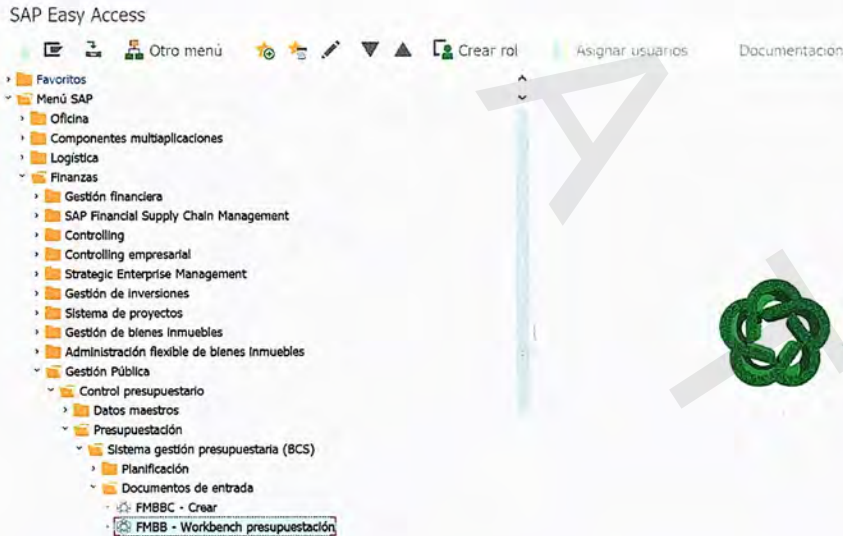 SAP Easy Access
Otro menú Crear rol Asignar usuarios Documentación
Favoritos
Menú SAP
Oficina
Componentes multiaplicaciones
Logística
Finanzas
Gestión financiera
SAP Financial Supply Chain Management
Controlling
Controlling empresarial
Strategic Enterprise Management
Gestión de inversiones
Sistema de proyectos
Gestión de bienes inmuebles
Administración flexible de bienes inmuebles
Gestión Pública
Control presupuestario
Datos maestros
Presupuestación
Sistema gestión presupuestaria (BCS)
Planificación
Documentos de entrada
FMBBC - Crear
FMBB - Workbench presupuestación